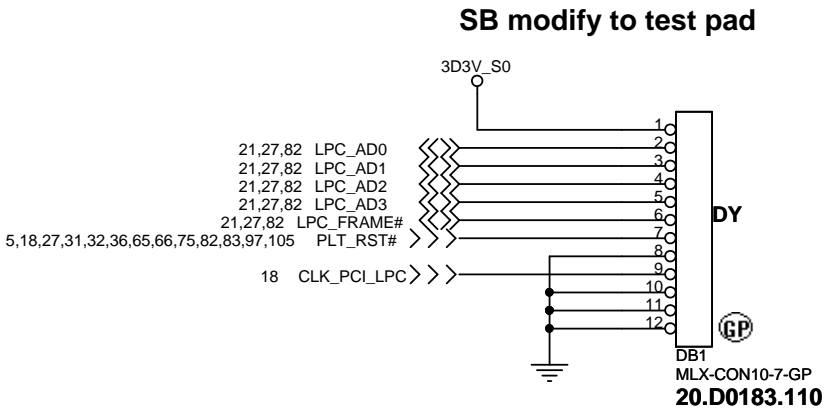 SB modify to test pad
3D3V_S0
1
21,27,82 LPC_AD0 2
21,27,82 LPC_AD1 3
21,27,82 LPC_AD2 4
21,27,82 LPC_AD3 5
21,27,82 LPC_FRAME# 6
DY
5,18,27,31,32,36,65,66,75,82,83,97,105 PLT_RST# 7
8
18 CLK_PCI_LPC 9
10
11
12
GP
DB1
MLX-CON10-7-GP
20.D0183.110